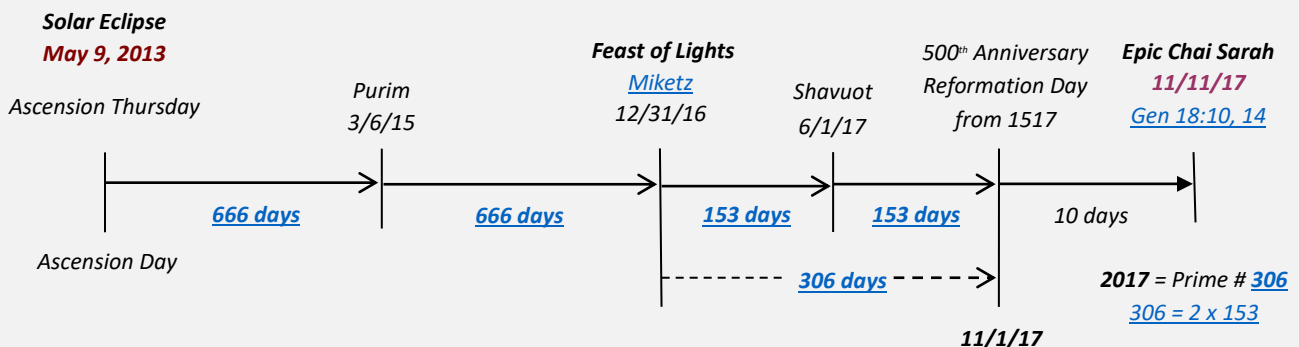 Solar Eclipse
May 9, 2013
Ascension Thursday
Purim
3/6/15
Feast of Lights
Miketz
12/31/16
Shavuot
6/1/17
500th Anniversary
Reformation Day
from 1517
Epic Chai Sarah
11/11/17
Gen 18:10, 14
666 days
666 days
153 days
153 days
10 days
Ascension Day
306 days
2017 = Prime # 306
306 = 2 x 153
11/1/17